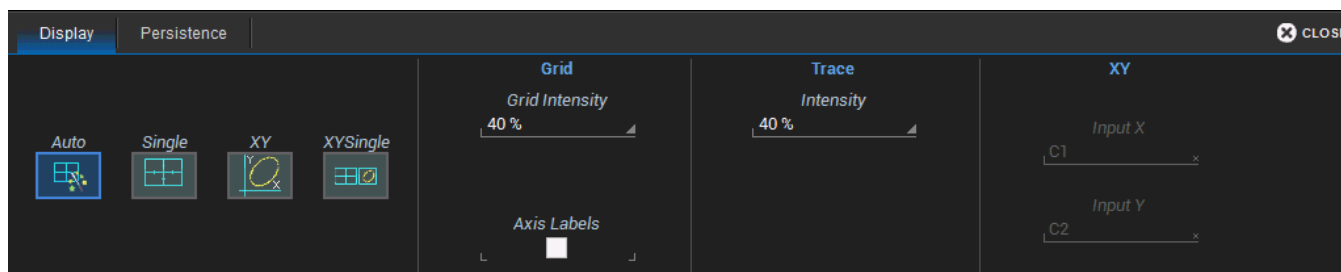 Display Persistence CLOSE
Auto Single XY XYSingle
Y
X
Grid
Grid Intensity
40 %
Axis Labels
Trace
Intensity
40 %
XY
Input X
C1
Input Y
C2